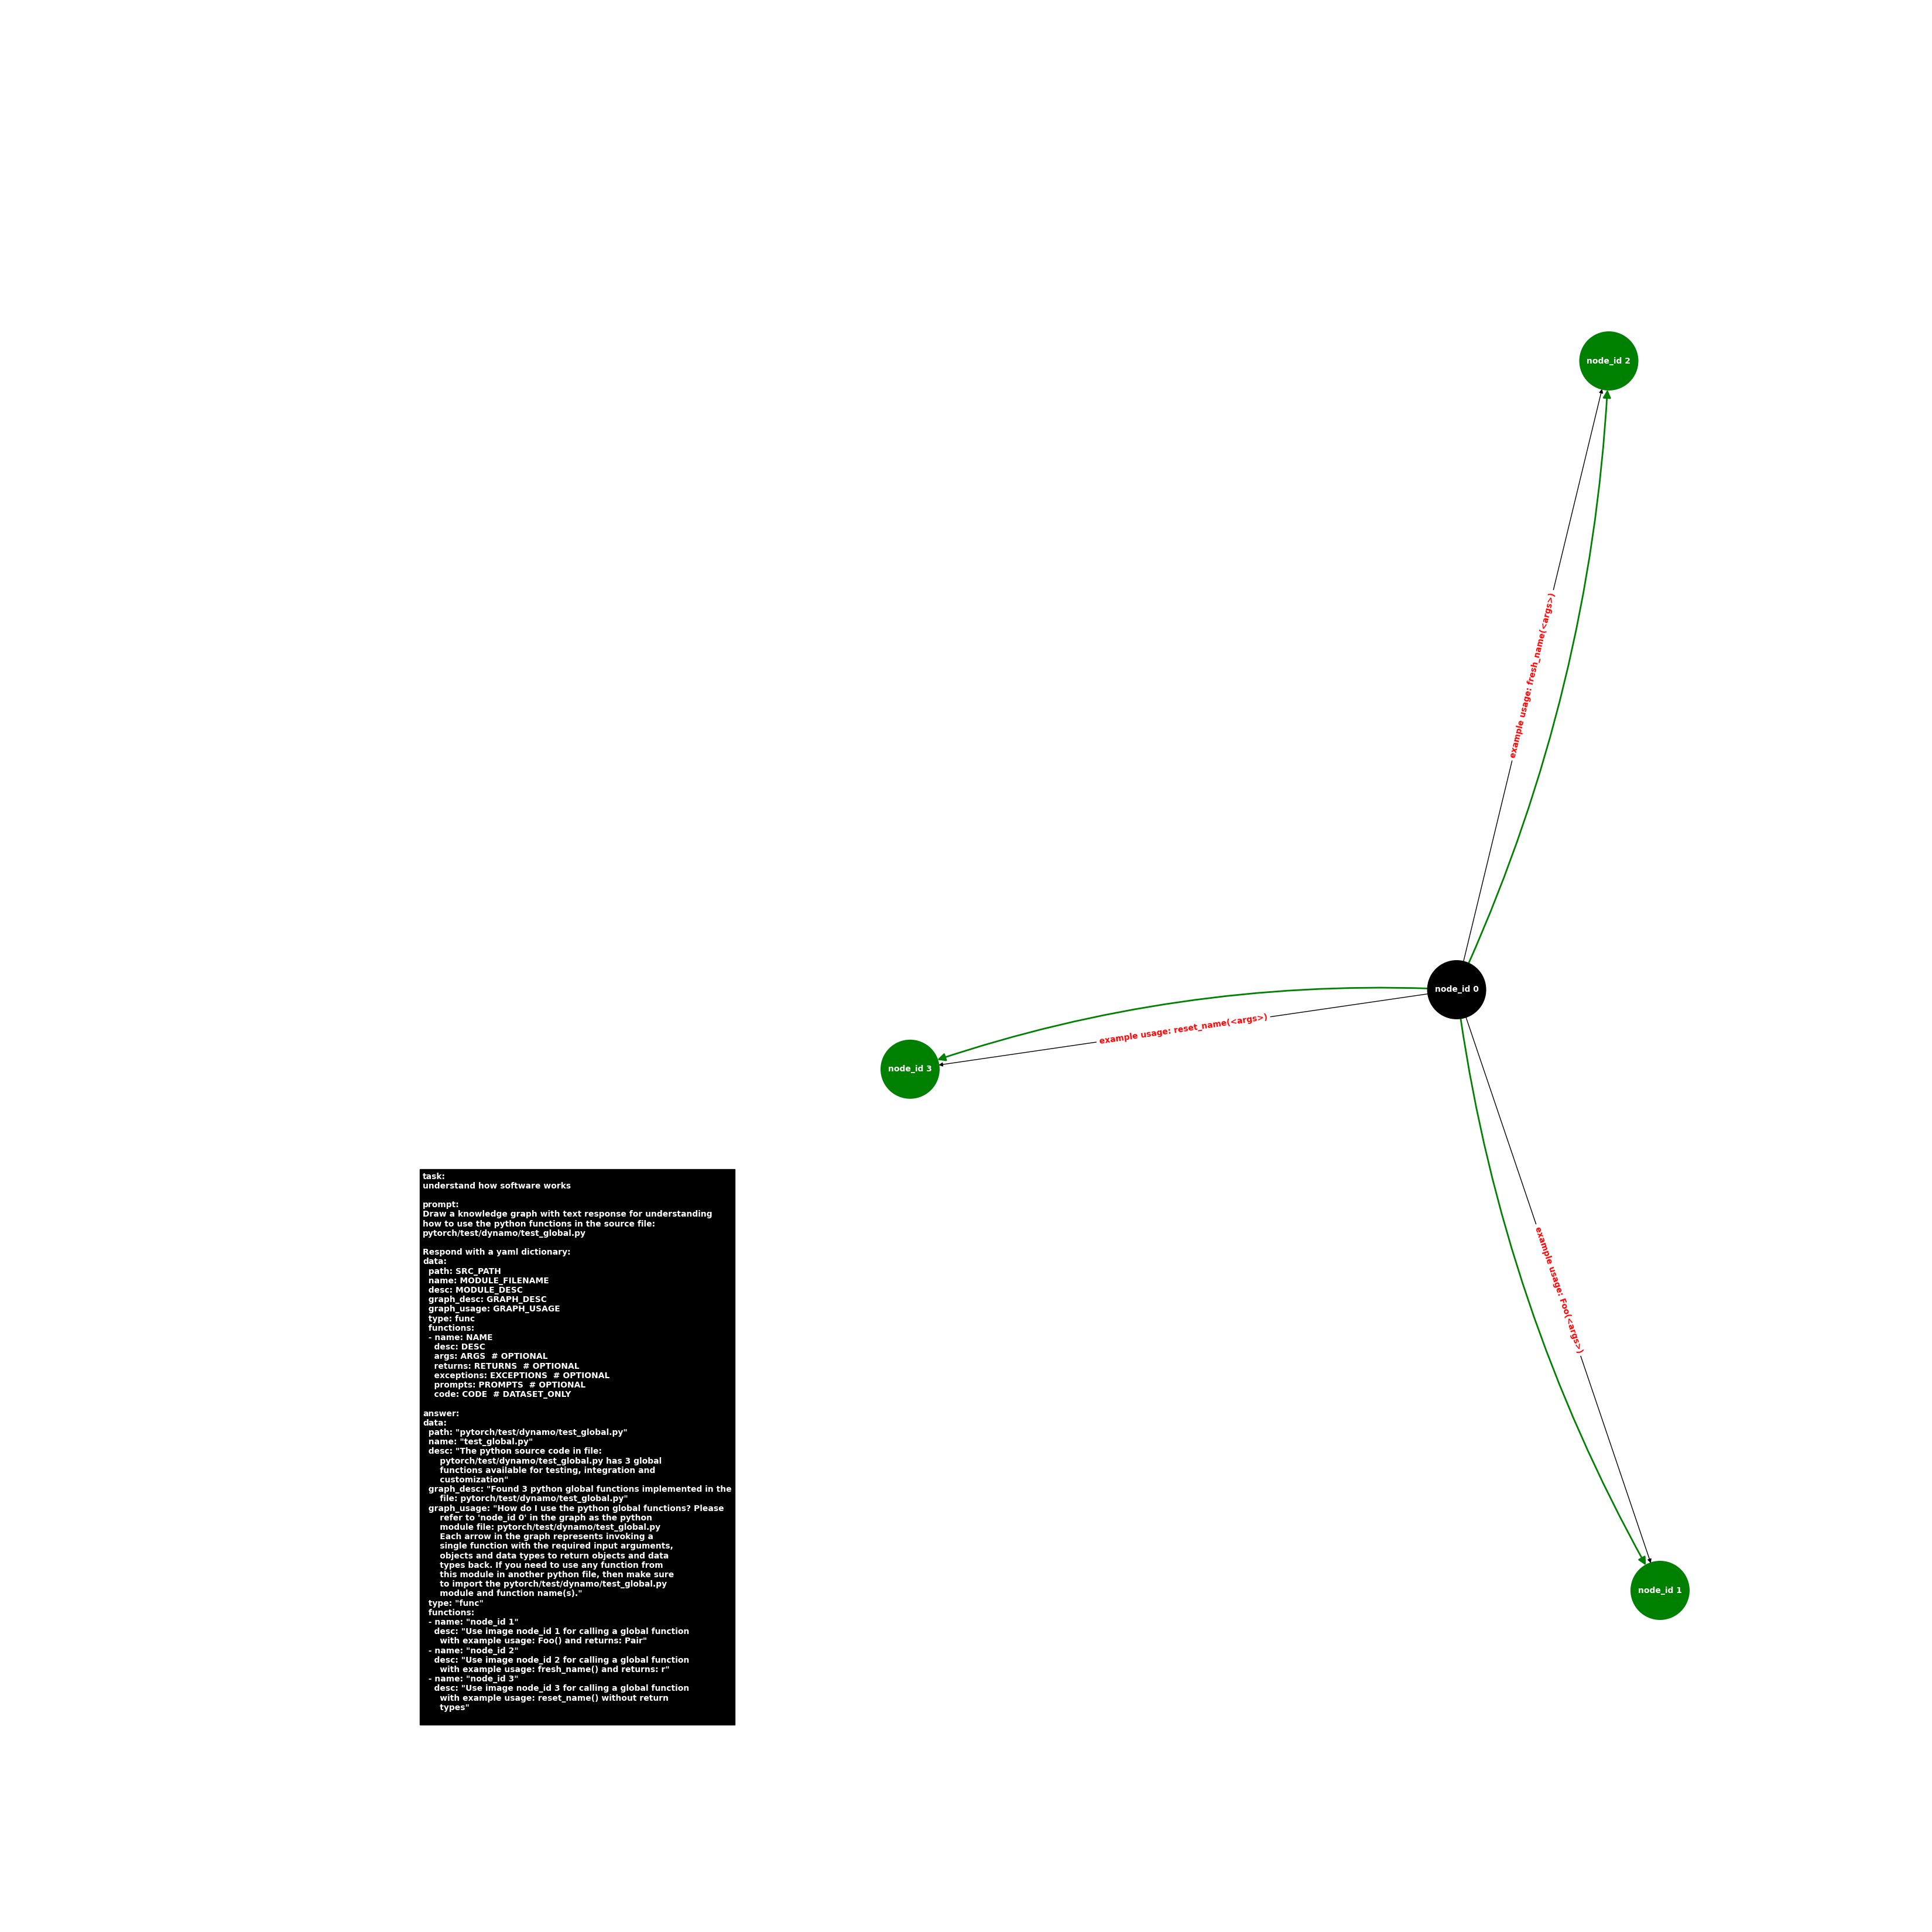 node_id 2
example usage: fresh_name(<args>)
node_id 0
example usage: reset_name(<args>)
node_id 3
example usage: Foo(<args>)
node_id 1
task:
understand how software works

prompt:
Draw a knowledge graph with text response for understanding
how to use the python functions in the source file:
pytorch/test/dynamo/test_global.py

Respond with a yaml dictionary:
data:
  path: SRC_PATH
  name: MODULE_FILENAME
  desc: MODULE_DESC
  graph_desc: GRAPH_DESC
  graph_usage: GRAPH_USAGE
  type: func
  functions:
  - name: NAME
    desc: DESC
    args: ARGS  # OPTIONAL
    returns: RETURNS  # OPTIONAL
    exceptions: EXCEPTIONS  # OPTIONAL
    prompts: PROMPTS  # OPTIONAL
    code: CODE  # DATASET_ONLY

answer:
data:
  path: "pytorch/test/dynamo/test_global.py"
  name: "test_global.py"
  desc: "The python source code in file:
      pytorch/test/dynamo/test_global.py has 3 global
      functions available for testing, integration and
      customization"
  graph_desc: "Found 3 python global functions implemented in the
      file: pytorch/test/dynamo/test_global.py"
  graph_usage: "How do I use the python global functions? Please
      refer to 'node_id 0' in the graph as the python
      module file: pytorch/test/dynamo/test_global.py
      Each arrow in the graph represents invoking a
      single function with the required input arguments,
      objects and data types to return objects and data
      types back. If you need to use any function from
      this module in another python file, then make sure
      to import the pytorch/test/dynamo/test_global.py
      module and function name(s)."
  type: "func"
  functions:
  - name: "node_id 1"
    desc: "Use image node_id 1 for calling a global function
      with example usage: Foo() and returns: Pair"
  - name: "node_id 2"
    desc: "Use image node_id 2 for calling a global function
      with example usage: fresh_name() and returns: r"
  - name: "node_id 3"
    desc: "Use image node_id 3 for calling a global function
      with example usage: reset_name() without return
      types"